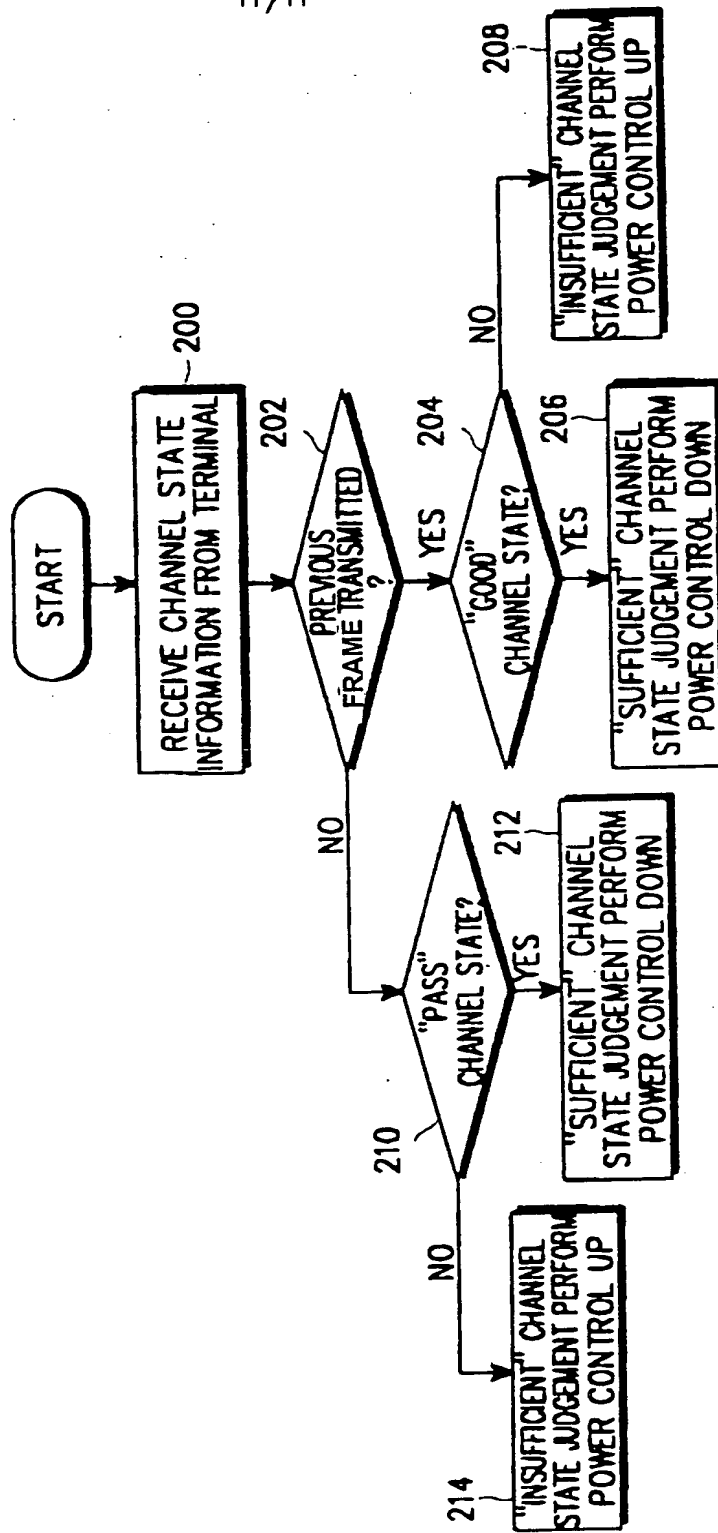 START
RECEIVE CHANNEL STATE
INFORMATION FROM TERMINAL
200
PREVIOUS
FRAME TRANSMITTED
?
202
NO
YES
"PASS"
CHANNEL STATE?
210
"GOOD"
CHANNEL STATE?
204
NO
YES
YES
NO
"INSUFFICIENT" CHANNEL
STATE JUDGEMENT PERFORM
POWER CONTROL UP
214
"SUFFICIENT" CHANNEL
STATE JUDGEMENT PERFORM
POWER CONTROL DOWN
212
"SUFFICIENT" CHANNEL
STATE JUDGEMENT PERFORM
POWER CONTROL DOWN
206
"INSUFFICIENT" CHANNEL
STATE JUDGEMENT PERFORM
POWER CONTROL UP
208